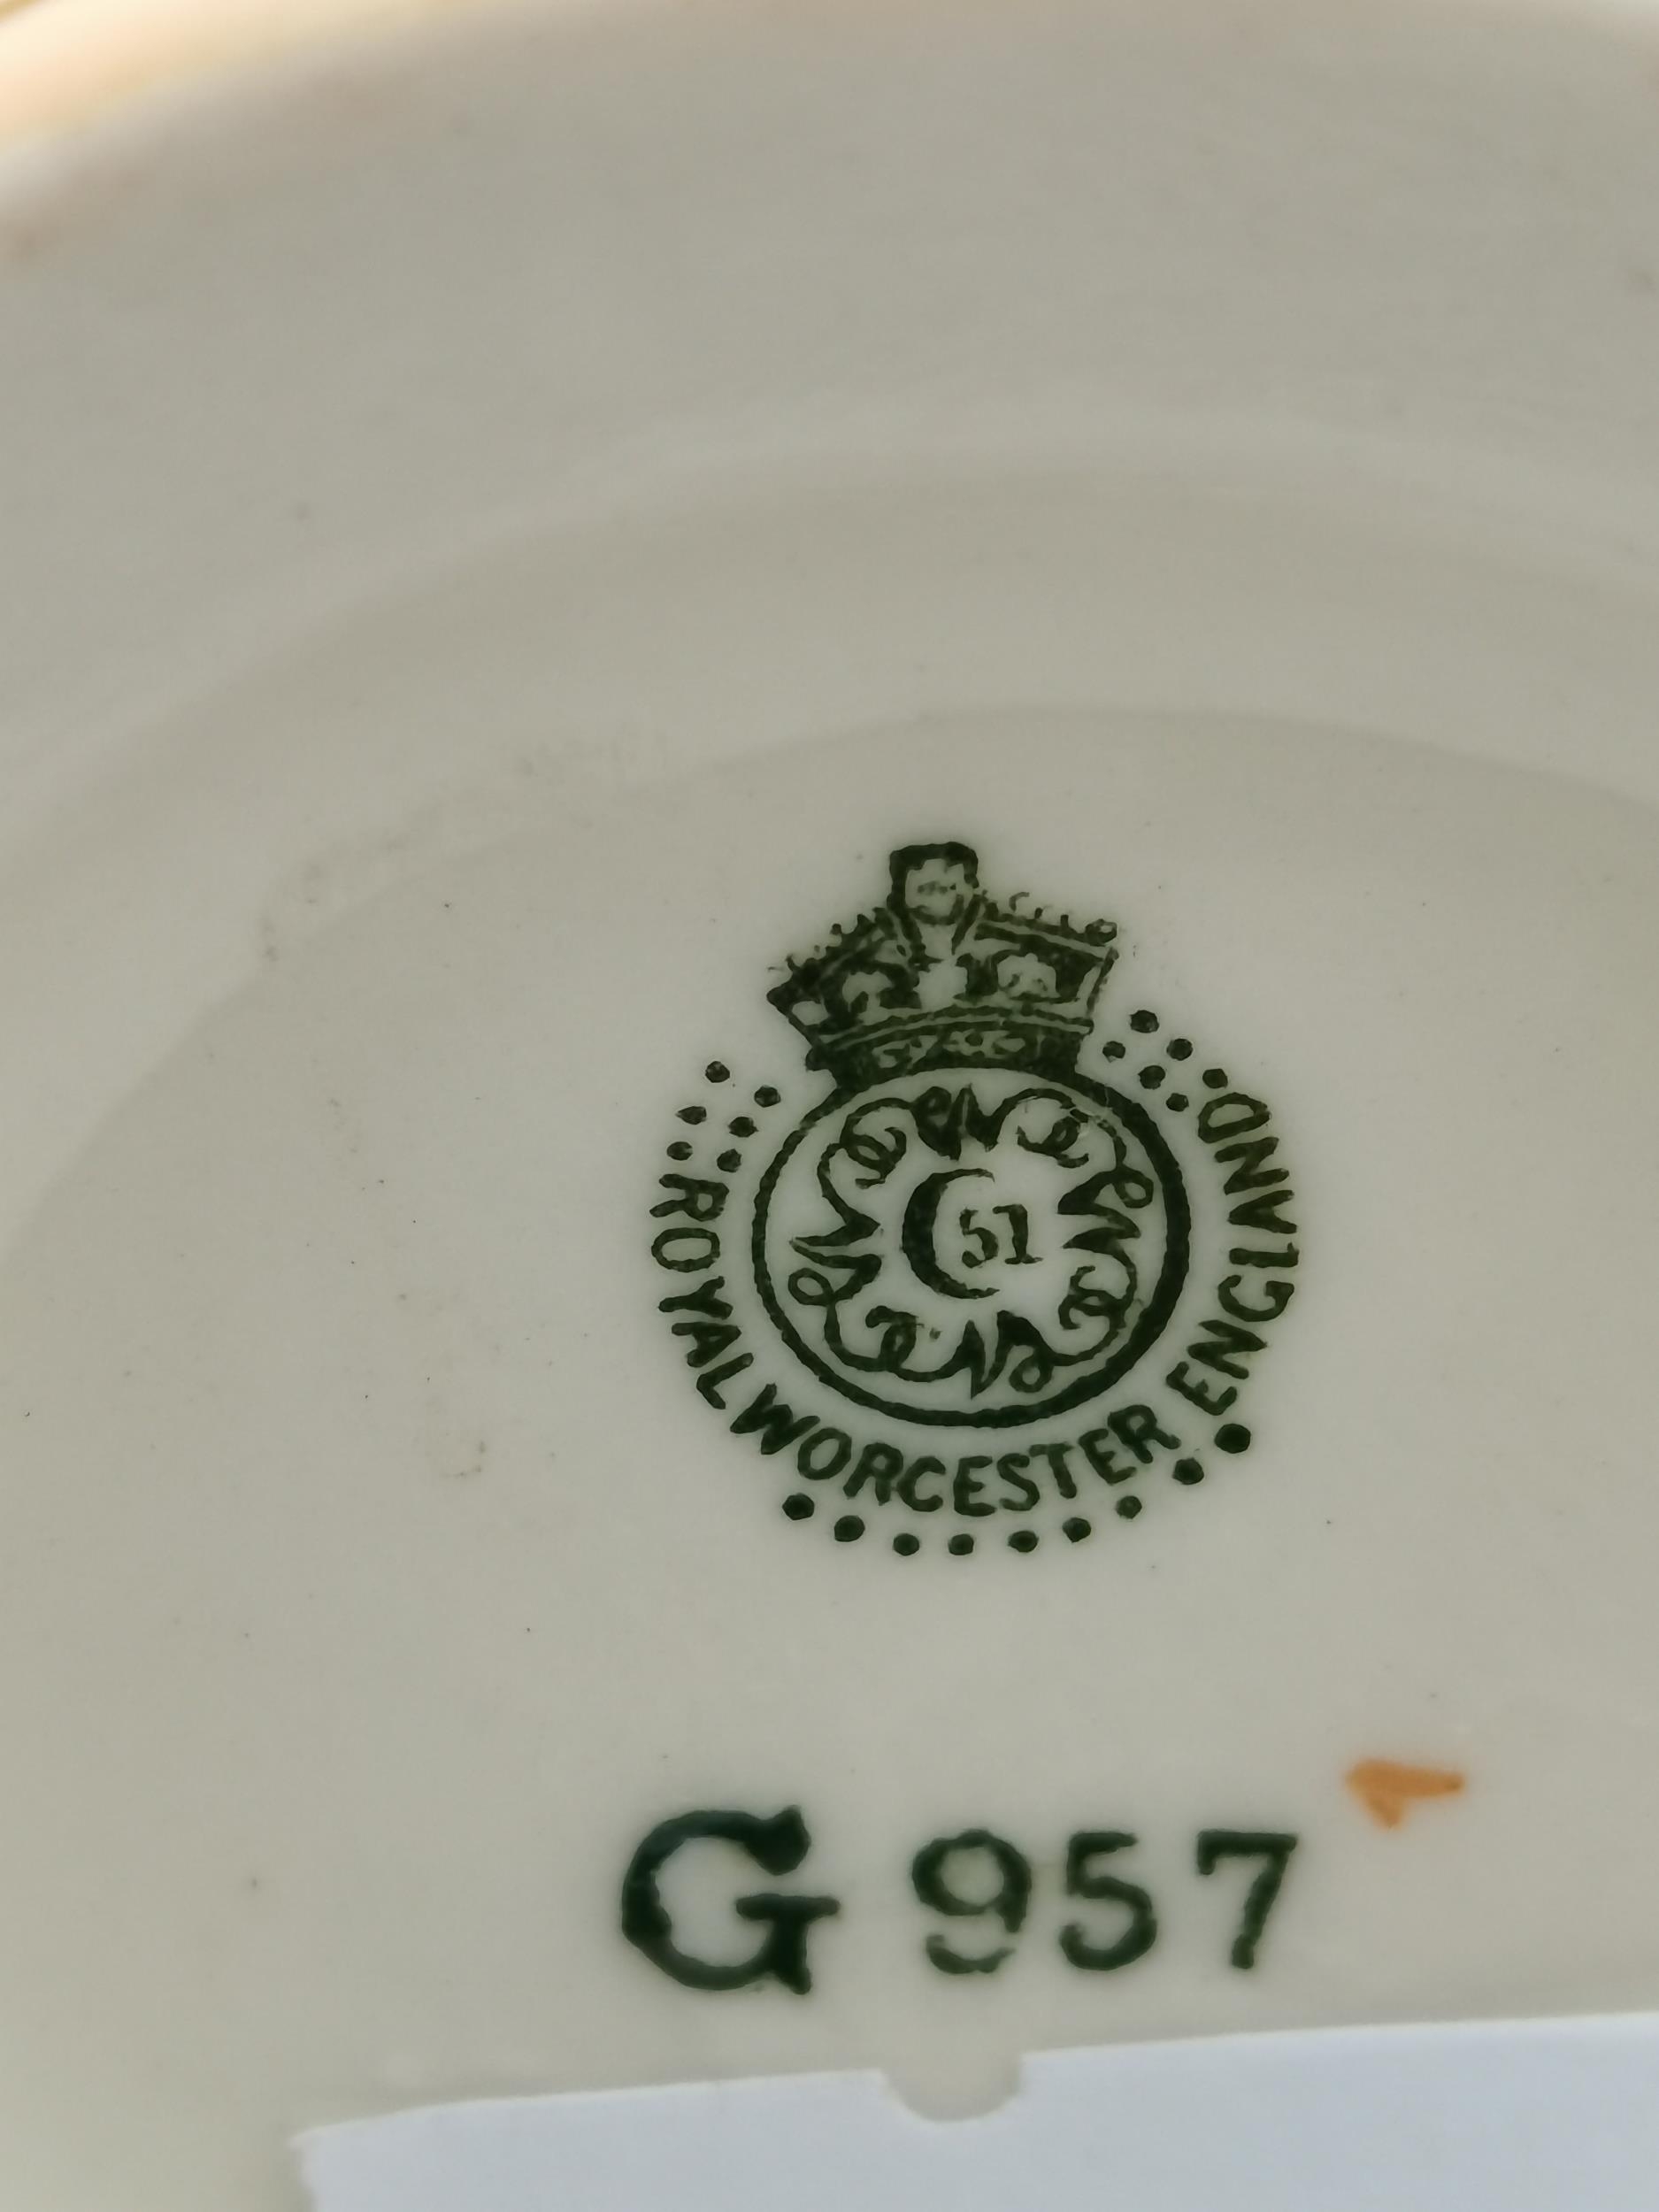 C 51
ROYAL WORCESTER ENGLAND
G 957